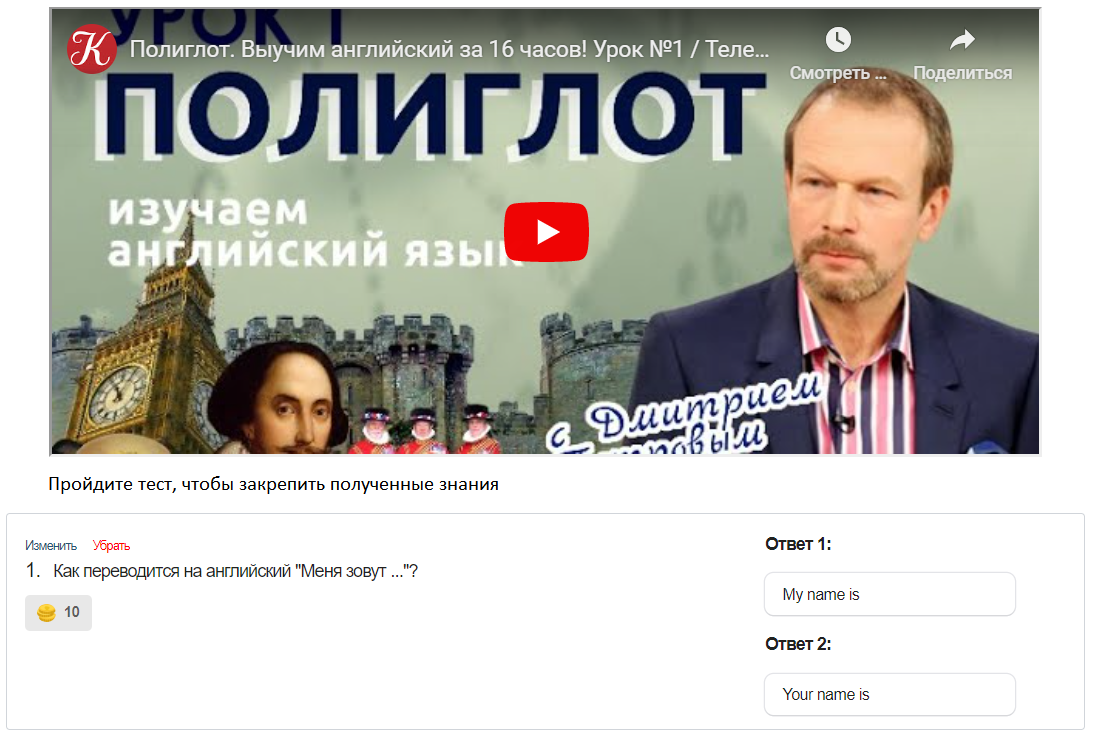 УРОК 1
К
Полиглот. Выучим английский за 16 часов! Урок №1 / Теле...
Смотреть ...
Поделиться
ПОЛИГЛОТ
изучаем
английский язык
с Дмитрием
Петровым
Пройдите тест, чтобы закрепить полученные знания
Изменить Убрать
1. Как переводится на английский "Меня зовут ..."?
10
Ответ 1:
My name is
Ответ 2:
Your name is